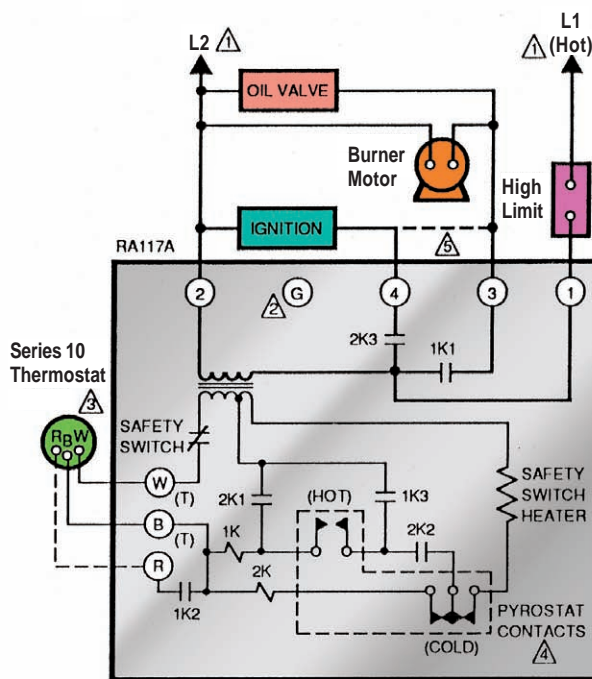 L2 1
L1
1 (Hot)
OIL VALVE
Burner
Motor
High
Limit
IGNITION
5
RA117A
2 2 G 4 3 1
2K3
1K1
Series 10
Thermostat
3
R B W
SAFETY
SWITCH
W
(T)
2K1
(HOT)
1K3
SAFETY
SWITCH
HEATER
B
(T)
1K
2K2
R
1K2
2K
PYROSTAT
CONTACTS
(COLD)
4